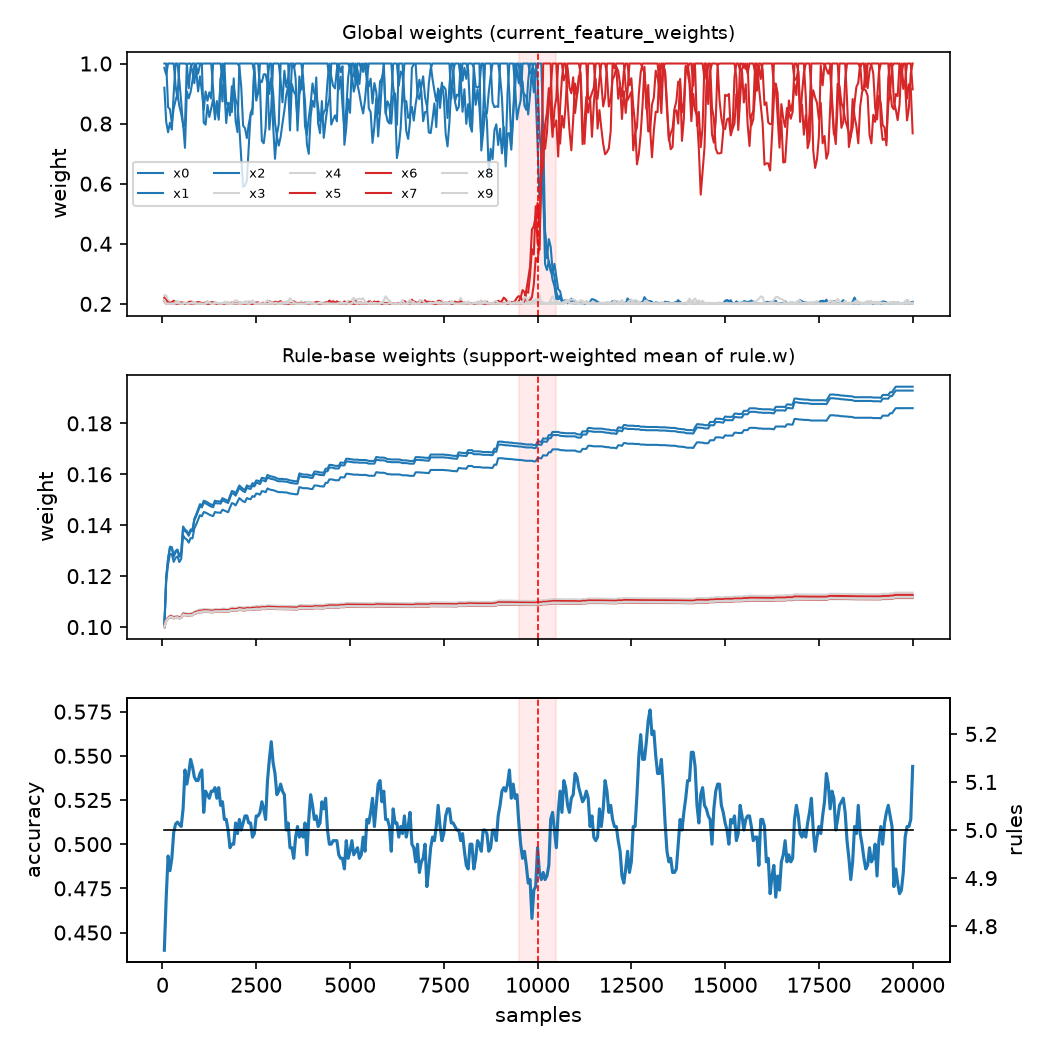 Global weights (current_feature_weights)
1.0
0.8
0.6
0.4
0.2
weight
x0 x2 x4 x6 x8
x1 x3 x5 x7 x9
Rule-base weights (support-weighted mean of rule.w)
0.18
0.16
0.14
0.12
0.10
weight
0.575
0.550
0.525
0.500
0.475
0.450
accuracy
5.2
5.1
5.0
4.9
4.8
rules
0 2500 5000 7500 10000 12500 15000 17500 20000
samples